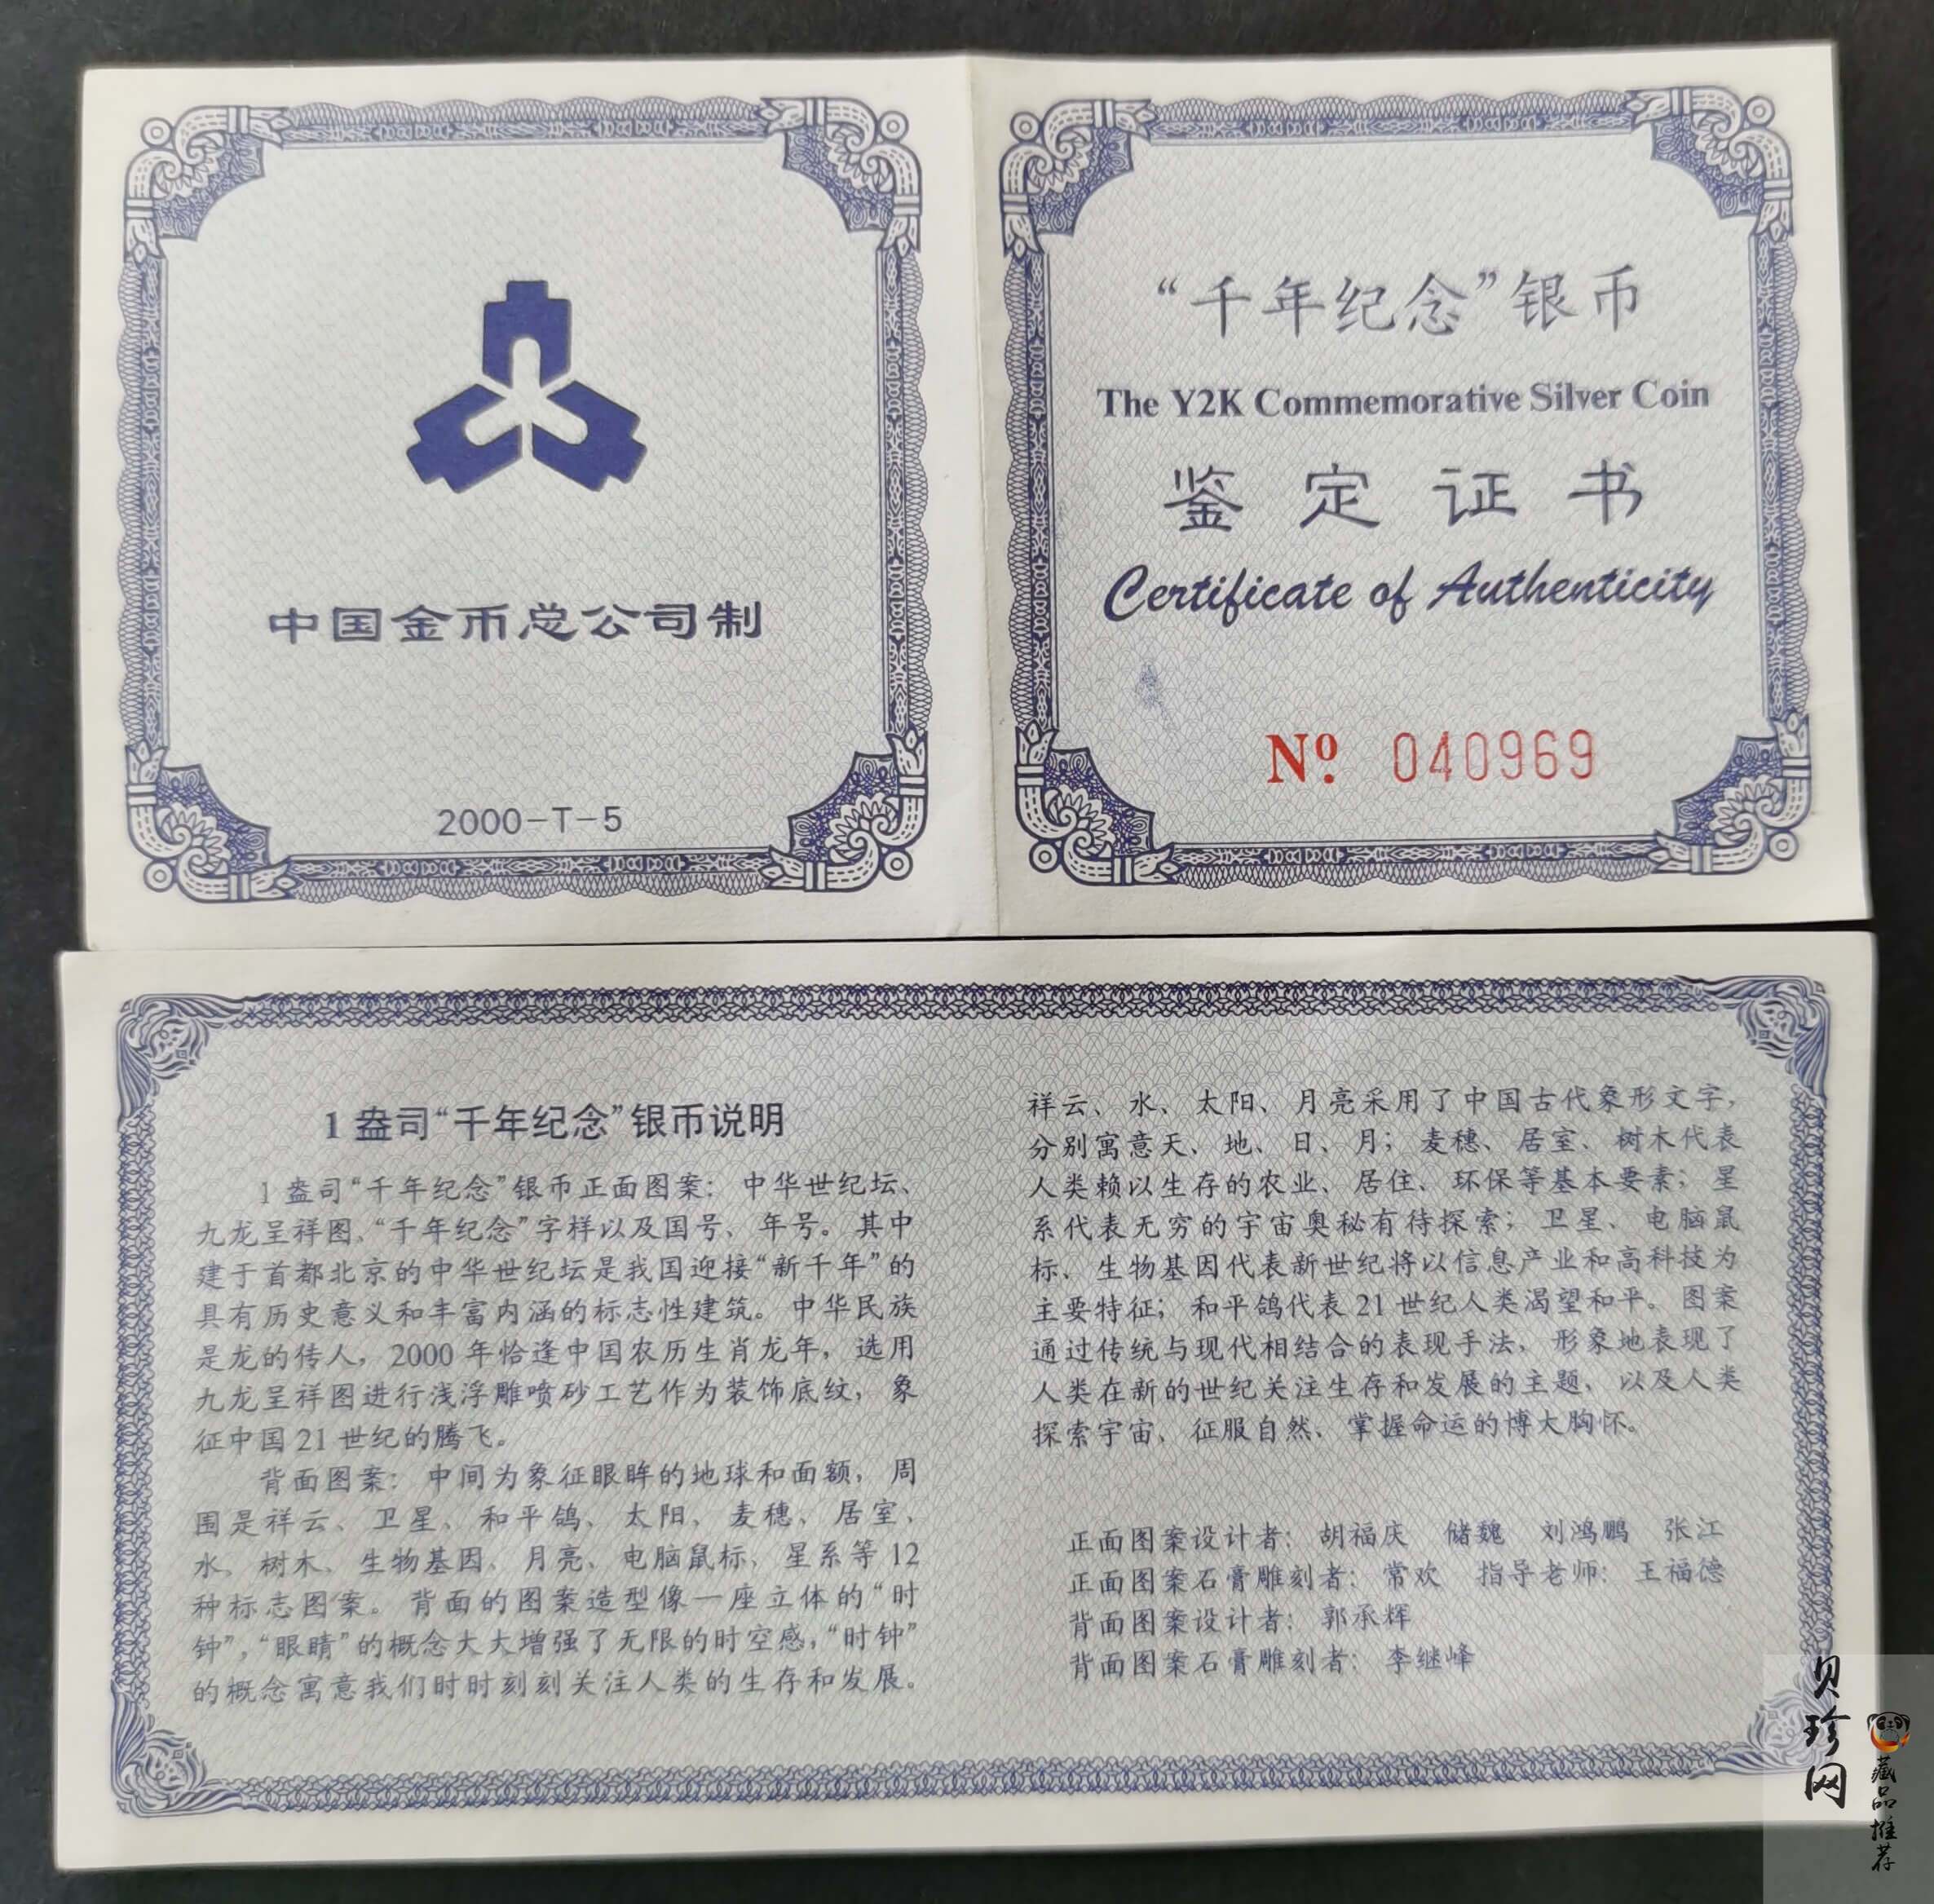 中国金币总公司制
2000-T-5
“千年纪念”银币
The Y2K Commemorative Silver Coin
鉴定证书
Certificate of Authenticity
Nº. 040969
1盎司“千年纪念”银币说明
1盎司“千年纪念”银币正面图案：中华世纪坛、
九龙呈祥图、“千年纪念”字样以及国号、年号。其中
建于首都北京的中华世纪坛是我国迎接“新千年”的
具有历史意义和丰富内涵的标志性建筑。中华民族
是龙的传人，2000年恰逢中国农历生肖龙年，选用
九龙呈祥图进行浅浮雕喷砂工艺作为装饰底纹，象
征中国21世纪的腾飞。
背面图案：中间为象征眼眸的地球和面额，周
围是祥云、卫星、和平鸽、太阳、麦穗、居室、
水、树木、生物基因、月亮、电脑鼠标、星系等12
种标志图案。背面的图案造型像一座立体的“时
钟”，“眼睛”的概念大大增强了无限的时空感，“时钟”
的概念寓意我们时时刻刻关注人类的生存和发展。
祥云、水、太阳、月亮采用了中国古代象形文字，
分别寓意天、地、日、月；麦穗、居室、树木代表
人类赖以生存的农业、居住、环保等基本要素；星
系代表无穷的宇宙奥秘有待探索；卫星、电脑鼠
标、生物基因代表新世纪将以信息产业和高科技为
主要特征；和平鸽代表21世纪人类渴望和平。图案
通过传统与现代相结合的表现手法，形象地表现了
人类在新的世纪关注生存和发展的主题，以及人类
探索宇宙、征服自然、掌握命运的博大胸怀。
正面图案设计者：胡福庆 储魏 刘鸿鹏 张江
正面图案石膏雕刻者：常欢 指导老师：王福德
背面图案设计者：郭承辉
背面图案石膏雕刻者：李继峰
贝珍网
藏品推荐